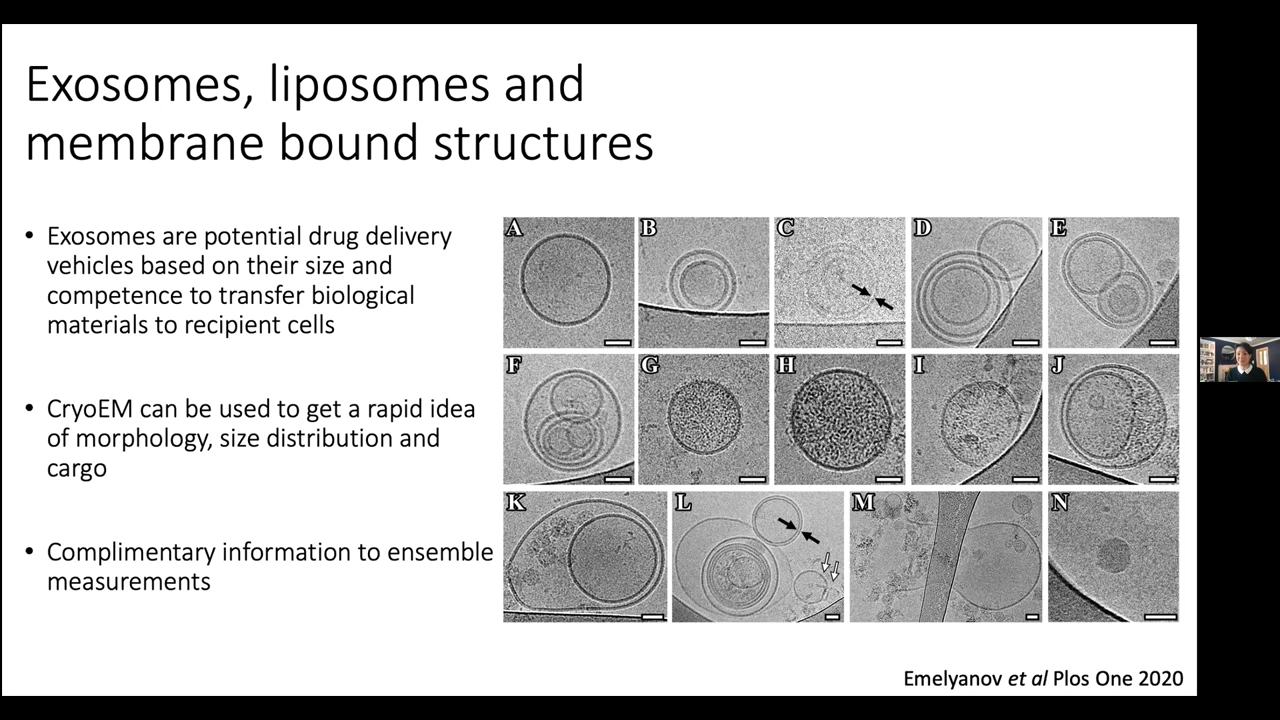 Exosomes, liposomes and
membrane bound structures
• Exosomes are potential drug delivery
vehicles based on their size and
competence to transfer biological
materials to recipient cells
• CryoEM can be used to get a rapid idea
of morphology, size distribution and
cargo
• Complimentary information to ensemble
measurements
A B C D E
F G H I J
K L M N
Emelyanov et al Plos One 2020